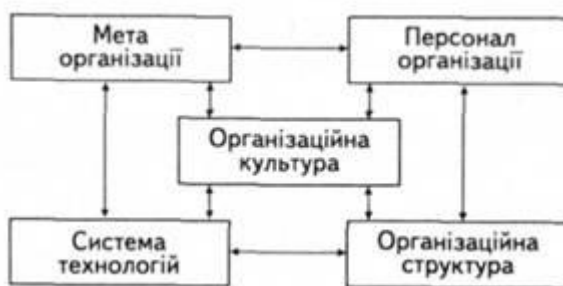 Мета
організації
Персонал
організації
Організаційна
культура
Система
технологій
Організаційна
структура